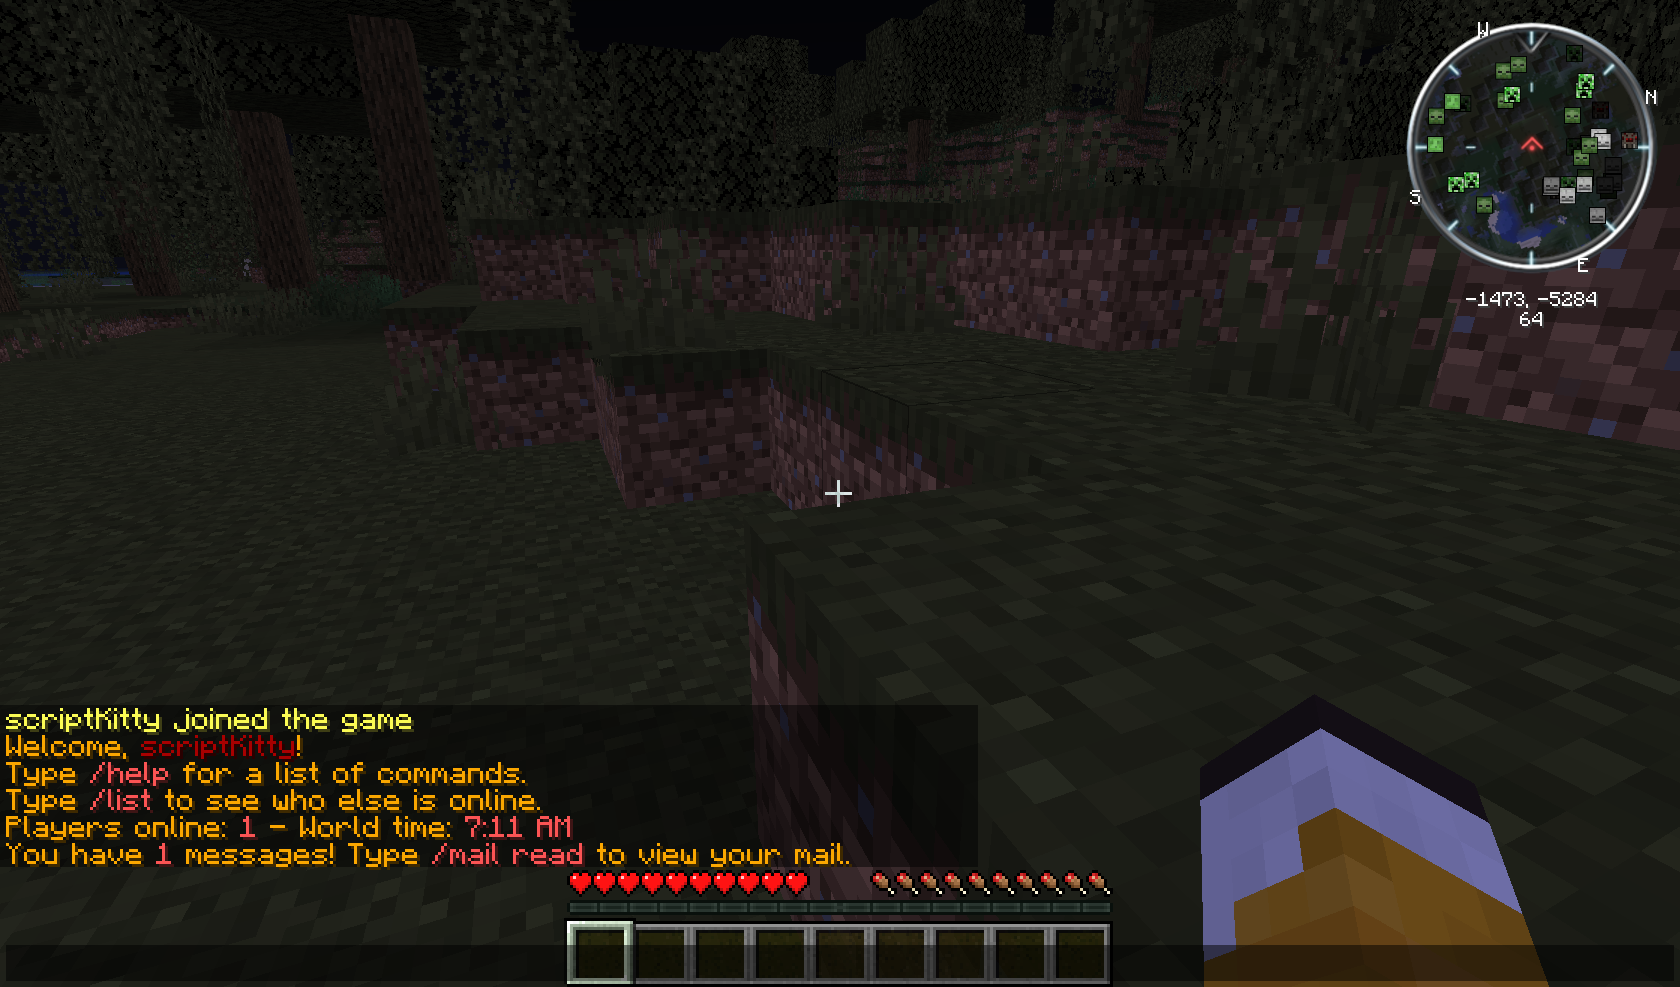 W
N
S
E
-1473, -5284
64
scriptKitty joined the game
Welcome, scriptKitty!
Type /help for a list of commands.
Type /list to see who else is online.
Players online: 1 - World time: 7:11 AM
You have 1 messages! Type /mail read to view your mail.